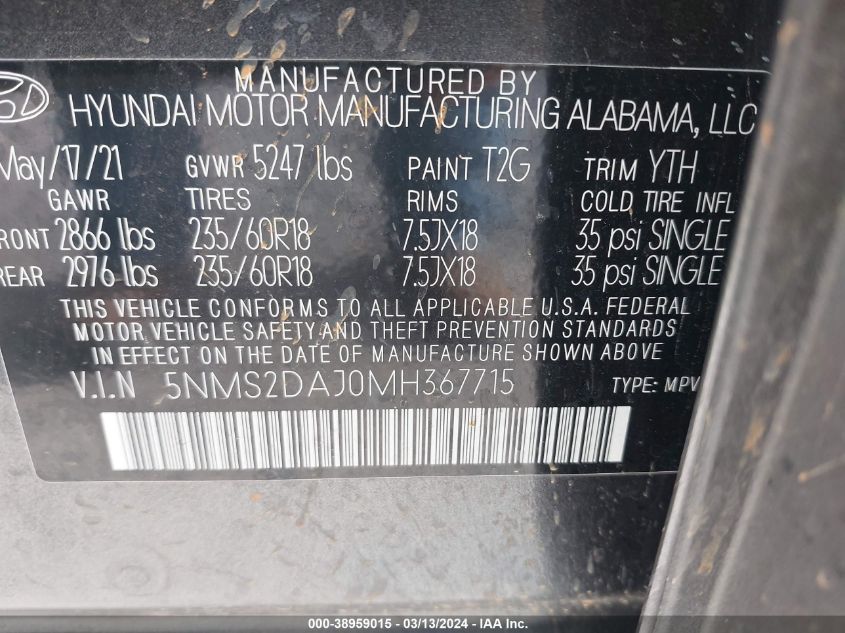 MANUFACTURED BY
HYUNDAI MOTOR MANUFACTURING ALABAMA, LLC
May/17/21 GVWR 5247 lbs PAINT T2G TRIM YTH
GAWR TIRES RIMS COLD TIRE INFL
FRONT 2866 lbs 235/60R18 7.5JX18 35 psi SINGLE
REAR 2976 lbs 235/60R18 7.5JX18 35 psi SINGLE
THIS VEHICLE CONFORMS TO ALL APPLICABLE U.S.A. FEDERAL
MOTOR VEHICLE SAFETY AND THEFT PREVENTION STANDARDS
IN EFFECT ON THE DATE OF MANUFACTURE SHOWN ABOVE
V.I.N 5NMS2DAJ0MH367715 TYPE: MPV
000-38959015 - 03/13/2024 - IAA Inc.